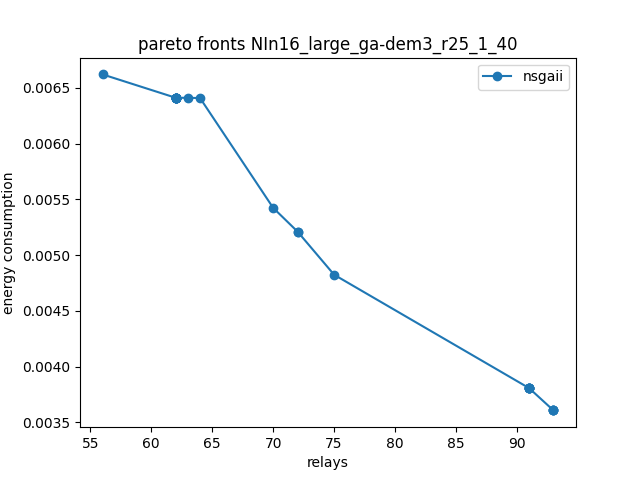 pareto fronts NIn16_large_ga-dem3_r25_1_40
nsgaii
energy consumption
0.0065
0.0060
0.0055
0.0050
0.0045
0.0040
0.0035
55 60 65 70 75 80 85 90
relays